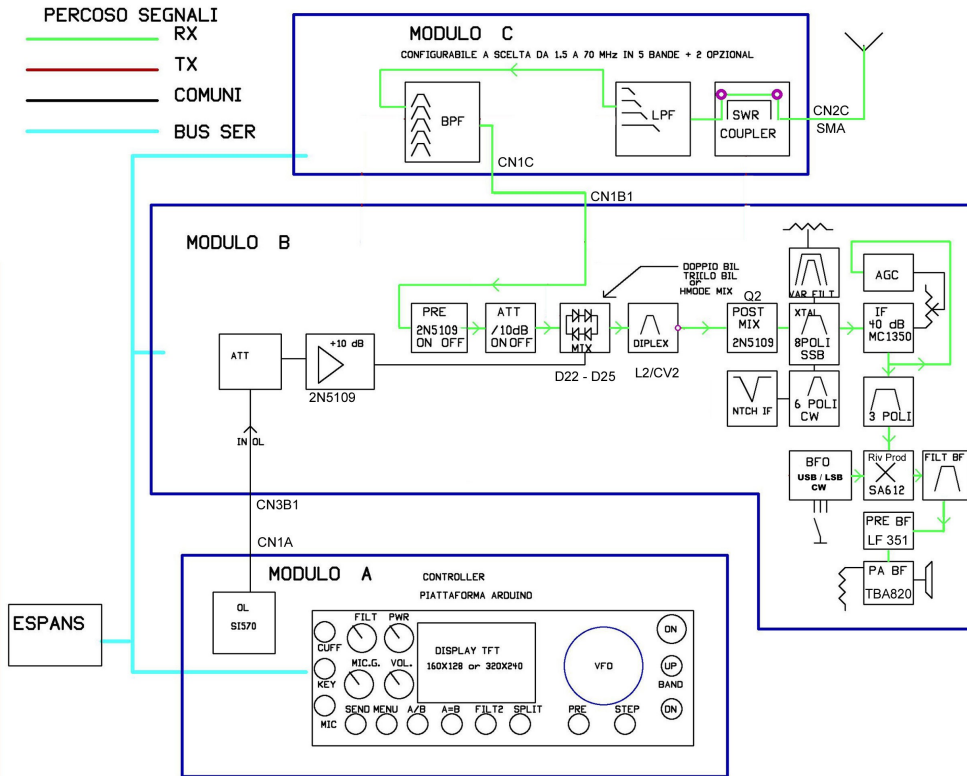 PERCOSO SEGNALI
RX
TX
COMUNI
BUS SER
MODULO C
CONFIGURABILE A SCELTA DA 1.5 A 70 MHz IN 5 BANDE + 2 OPZIONAL
BPF
LPF
SWR
COUPLER
CN2C
SMA
CN1C
CN1B1
MODULO B
DOPPIO BIL
TRIILO BIL
or
HMODE MIX
PRE
2N5109
ON OFF
ATT
/10dB
ON OFF
MIX
D22 - D25
DIPLEX
L2/CV2
Q2
POST
MIX
2N5109
VAR FILT
XTAL
8POLI
SSB
6 POLI
CW
NTCH IF
AGC
IF
40 dB
MC1350
3 POLI
BFO
USB / LSB
CW
Riv Prod
SA612
FILT BF
PRE BF
LF 351
PA BF
TBA820
ATT
+10 dB
2N5109
IN OL
CN3B1
CN1A
MODULO A
CONTROLLER
PIATTAFORMA ARDUINO
OL
SI570
ESPANS
CUFF
KEY
MIC
FILT
PWR
MIC.G.
VOL.
DISPLAY TFT
160X128 or 320X240
VFO
ON
UP
BAND
DN
SEND
MENU
A/B
A=B
FILT2
SPLIT
PRE
STEP